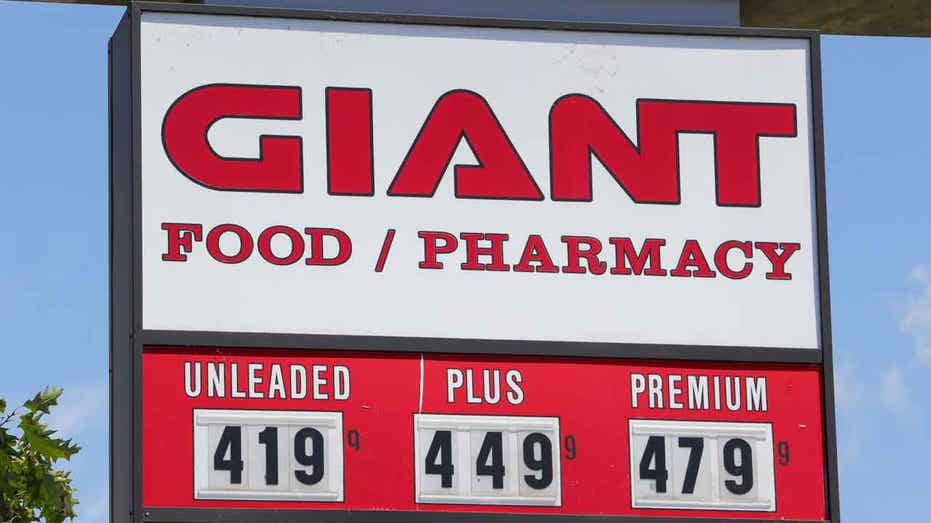 GIANT
FOOD / PHARMACY
UNLEADED PLUS PREMIUM
419 9 449 9 479 9